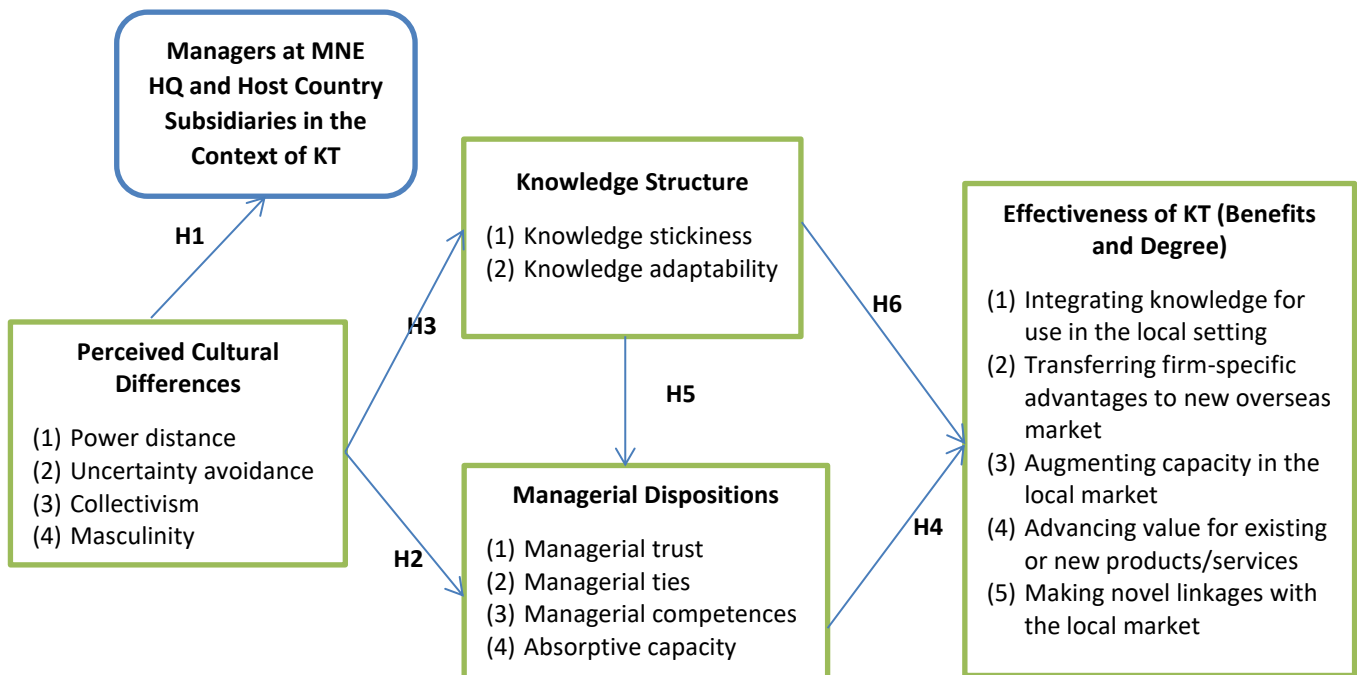 Managers at MNE
HQ and Host Country
Subsidiaries in the
Context of KT
H1
Perceived Cultural
Differences
(1) Power distance
(2) Uncertainty avoidance
(3) Collectivism
(4) Masculinity
H3
H2
Knowledge Structure
(1) Knowledge stickiness
(2) Knowledge adaptability
H5
Managerial Dispositions
(1) Managerial trust
(2) Managerial ties
(3) Managerial competences
(4) Absorptive capacity
H6
H4
Effectiveness of KT (Benefits
and Degree)
(1) Integrating knowledge for
use in the local setting
(2) Transferring firm-specific
advantages to new overseas
market
(3) Augmenting capacity in
the local market
(4) Advancing value for existing
or new products/services
(5) Making novel linkages with
the local market